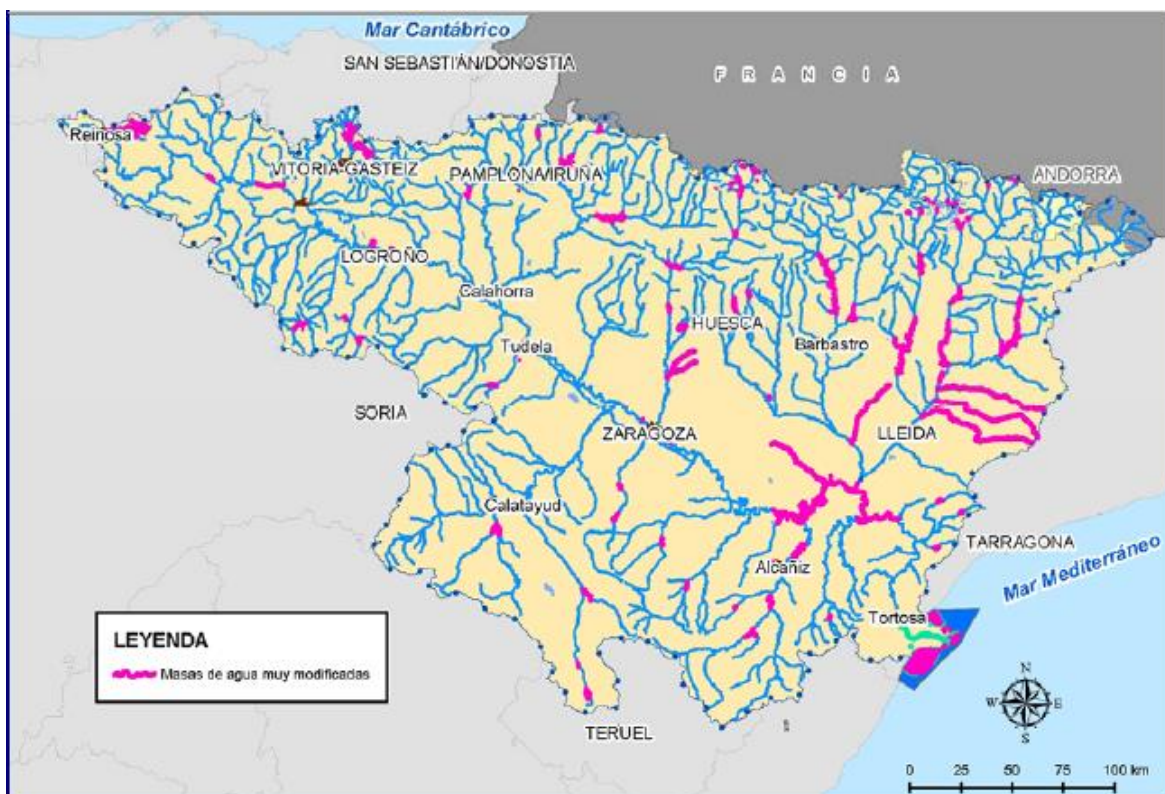 Mar Cantábrico
SAN SEBASTIÁN/DONOSTIA
FRANCIA
Reinosa
VITORIA-GASTEIZ
PAMPLONA/IRUÑA
ANDORRA
LOGROÑO
Calahorra
HUESCA
Tudela
Barbastro
SORIA
ZARAGOZA
LLEIDA
Calatayud
TARRAGONA
Mar Mediterráneo
Alcañiz
Tortosa
LEYENDA
Masas de agua muy modificadas
TERUEL
N
W E
S
0 25 50 75 100 km